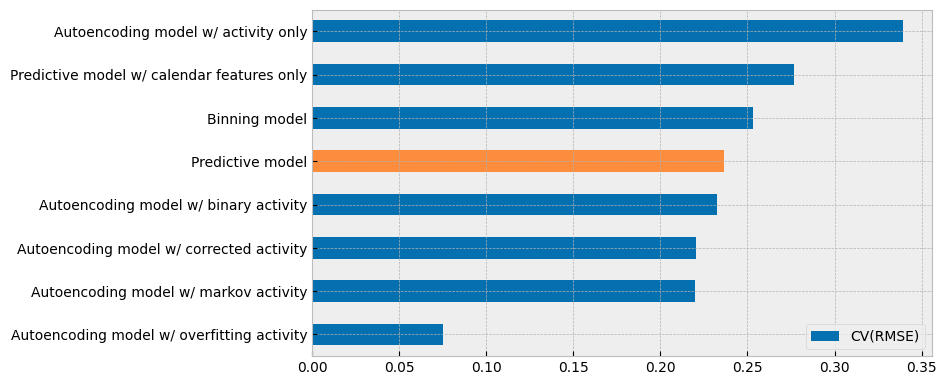 Autoencoding model w/ activity only
Predictive model w/ calendar features only
Binning model
Predictive model
Autoencoding model w/ binary activity
Autoencoding model w/ corrected activity
Autoencoding model w/ markov activity
Autoencoding model w/ overfitting activity
CV(RMSE)
0.00 0.05 0.10 0.15 0.20 0.25 0.30 0.35